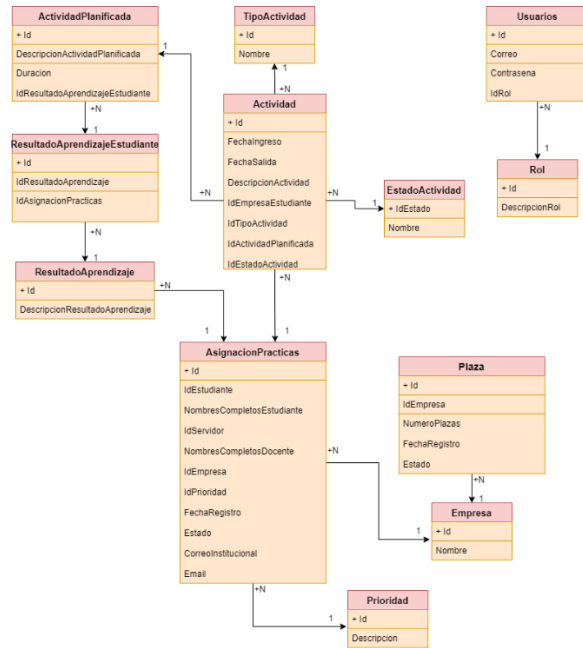 ActividadPlanificada
+ Id
DescripcionActividadPlanificada
Duracion
IdResultadoAprendizajeEstudiante
TipoActividad
+ Id
Nombre
Usuarios
+ Id
Correo
Contrasena
IdRol
1
1
+N
+N
1
+N
1
Actividad
+ Id
FechaIngreso
FechaSalida
DescripcionActividad
IdEmpresaEstudiante
IdTipoActividad
IdActividadPlanificada
IdEstadoActividad
ResultadoAprendizajeEstudiante
+ Id
IdResultadoAprendizaje
IdAsignacionPracticas
+N
+N
1
EstadoActividad
+ IdEstado
Nombre
Rol
+ Id
DescripcionRol
+N
1
ResultadoAprendizaje
+ Id
DescripcionResultadoAprendizaje
+N
1
+N
1
AsignacionPracticas
+ Id
IdEstudiante
NombresCompletosEstudiante
IdServidor
NombresCompletosDocente
IdEmpresa
IdPrioridad
FechaRegistro
Estado
CorreoInstitucional
Email
Plaza
+ Id
IdEmpresa
NumeroPlazas
FechaRegistro
Estado
+N
+N
1
1
Empresa
+ Id
Nombre
+N
1
Prioridad
+ Id
Descripcion